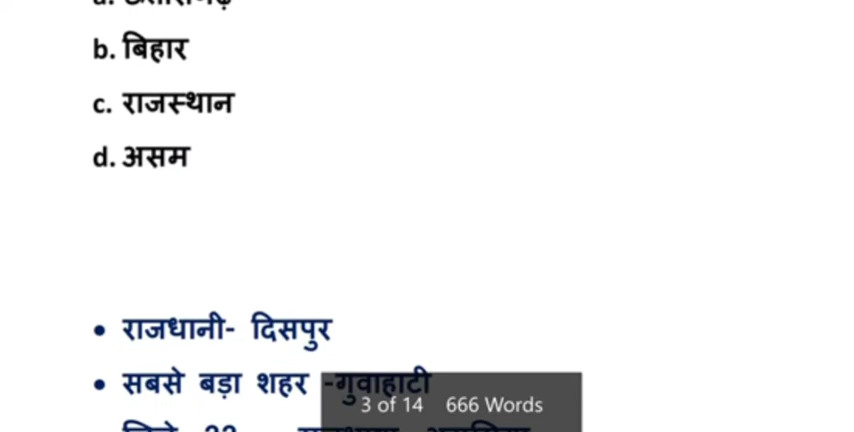 b. बिहार
c. राजस्थान
d. असम
• राजधानी- दिसपुर
• सबसे बड़ा शहर -गुवाहाटी
3 of 14 666 Words